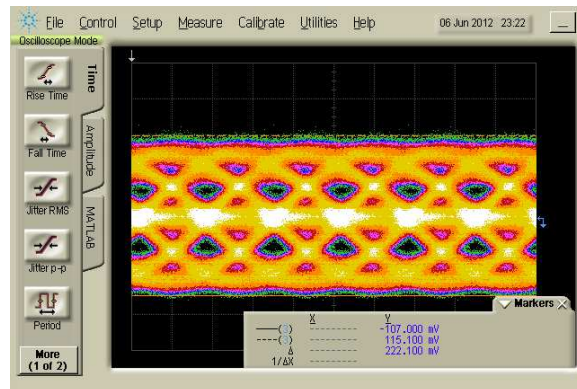 File Control Setup Measure Calibrate Utilities Help 06 Jun 2012 23:22
Oscilloscope Mode
Time
Amplitude
MATLAB
Rise Time
Fall Time
Jitter RMS
Jitter p-p
Period
More
(1 of 2)
Markers
X Y
(3) -107.000 mV
(3) 115.100 mV
Δ 222.100 mV
1/ΔX